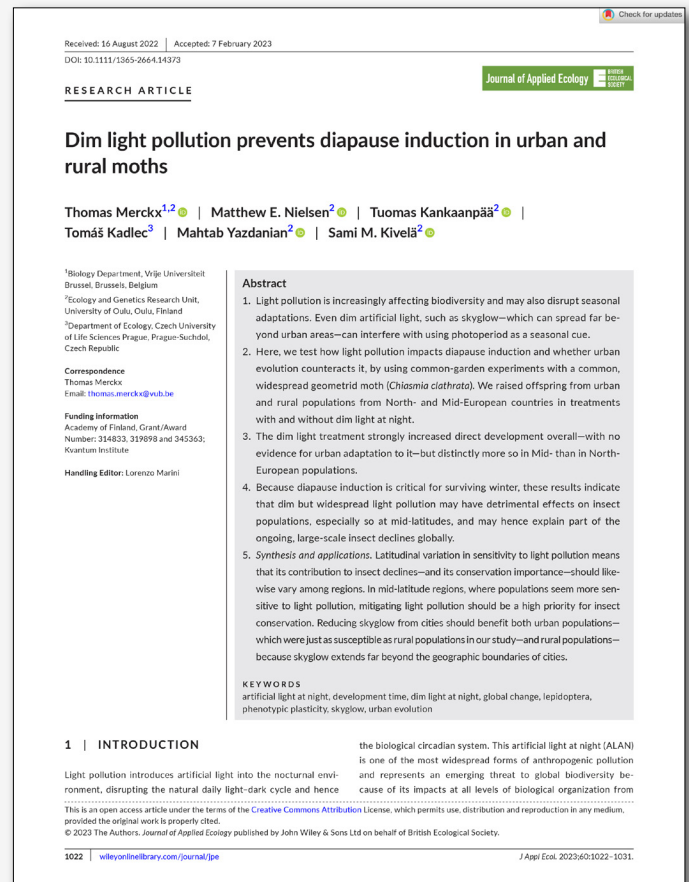 Check for updates
Received: 16 August 2022 | Accepted: 7 February 2023
DOI: 10.1111/1365-2664.14373
RESEARCH ARTICLE
Journal of Applied Ecology
BRITISH
ECOLOGICAL
SOCIETY
Dim light pollution prevents diapause induction in urban and
rural moths
Thomas Merckx1,2 | Matthew E. Nielsen2 | Tuomas Kankaanpää2 |
Tomáš Kadlec3 | Mahtab Yazdanian2 | Sami M. Kivelä2
1Biology Department, Vrije Universiteit
Brussel, Brussels, Belgium
2Ecology and Genetics Research Unit,
University of Oulu, Oulu, Finland
3Department of Ecology, Czech University
of Life Sciences Prague, Prague-Suchdol,
Czech Republic
Correspondence
Thomas Merckx
Email: thomas.merckx@vub.be
Funding information
Academy of Finland, Grant/Award
Number: 314833, 319898 and 345363;
Kvantum Institute
Handling Editor: Lorenzo Marini
Abstract
1. Light pollution is increasingly affecting biodiversity and may also disrupt seasonal
adaptations. Even dim artificial light, such as skyglow—which can spread far be-
yond urban areas—can interfere with using photoperiod as a seasonal cue.
2. Here, we test how light pollution impacts diapause induction and whether urban
evolution counteracts it, by using common-garden experiments with a common,
widespread geometrid moth (Chiasmia clathrata). We raised offspring from urban
and rural populations from North- and Mid-European countries in treatments
with and without dim light at night.
3. The dim light treatment strongly increased direct development overall—with no
evidence for urban adaptation to it—but distinctly more so in Mid- than in North-
European populations.
4. Because diapause induction is critical for surviving winter, these results indicate
that dim but widespread light pollution may have detrimental effects on insect
populations, especially so at mid-latitudes, and may hence explain part of the
ongoing, large-scale insect declines globally.
5. Synthesis and applications. Latitudinal variation in sensitivity to light pollution means
that its contribution to insect declines—and its conservation importance—should like-
wise vary among regions. In mid-latitude regions, where populations seem more sen-
sitive to light pollution, mitigating light pollution should be a high priority for insect
conservation. Reducing skyglow from cities should benefit both urban populations—
which were just as susceptible as rural populations in our study—and rural populations—
because skyglow extends far beyond the geographic boundaries of cities.
KEYWORDS
artificial light at night, development time, dim light at night, global change, lepidoptera,
phenotypic plasticity, skyglow, urban evolution
1 | INTRODUCTION
Light pollution introduces artificial light into the nocturnal envi-
ronment, disrupting the natural daily light–dark cycle and hence
the biological circadian system. This artificial light at night (ALAN)
is one of the most widespread forms of anthropogenic pollution
and represents an emerging threat to global biodiversity be-
cause of its impacts at all levels of biological organization from
This is an open access article under the terms of the Creative Commons Attribution License, which permits use, distribution and reproduction in any medium,
provided the original work is properly cited.
© 2023 The Authors. Journal of Applied Ecology published by John Wiley & Sons Ltd on behalf of British Ecological Society.
1022 | wileyonlinelibrary.com/journal/jpe
J Appl Ecol. 2023;60:1022–1031.